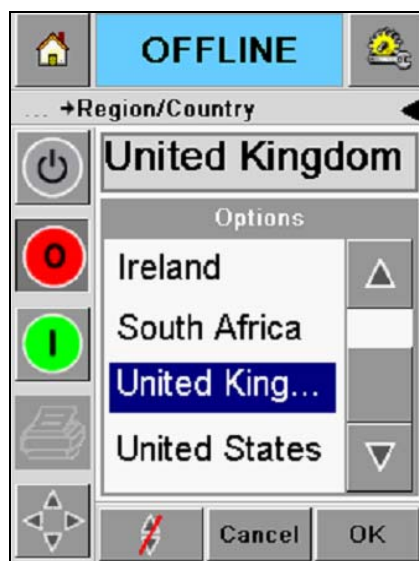 OFFLINE
... →Region/Country
United Kingdom
Options
Ireland
South Africa
United King...
United States
O
I
Cancel
OK